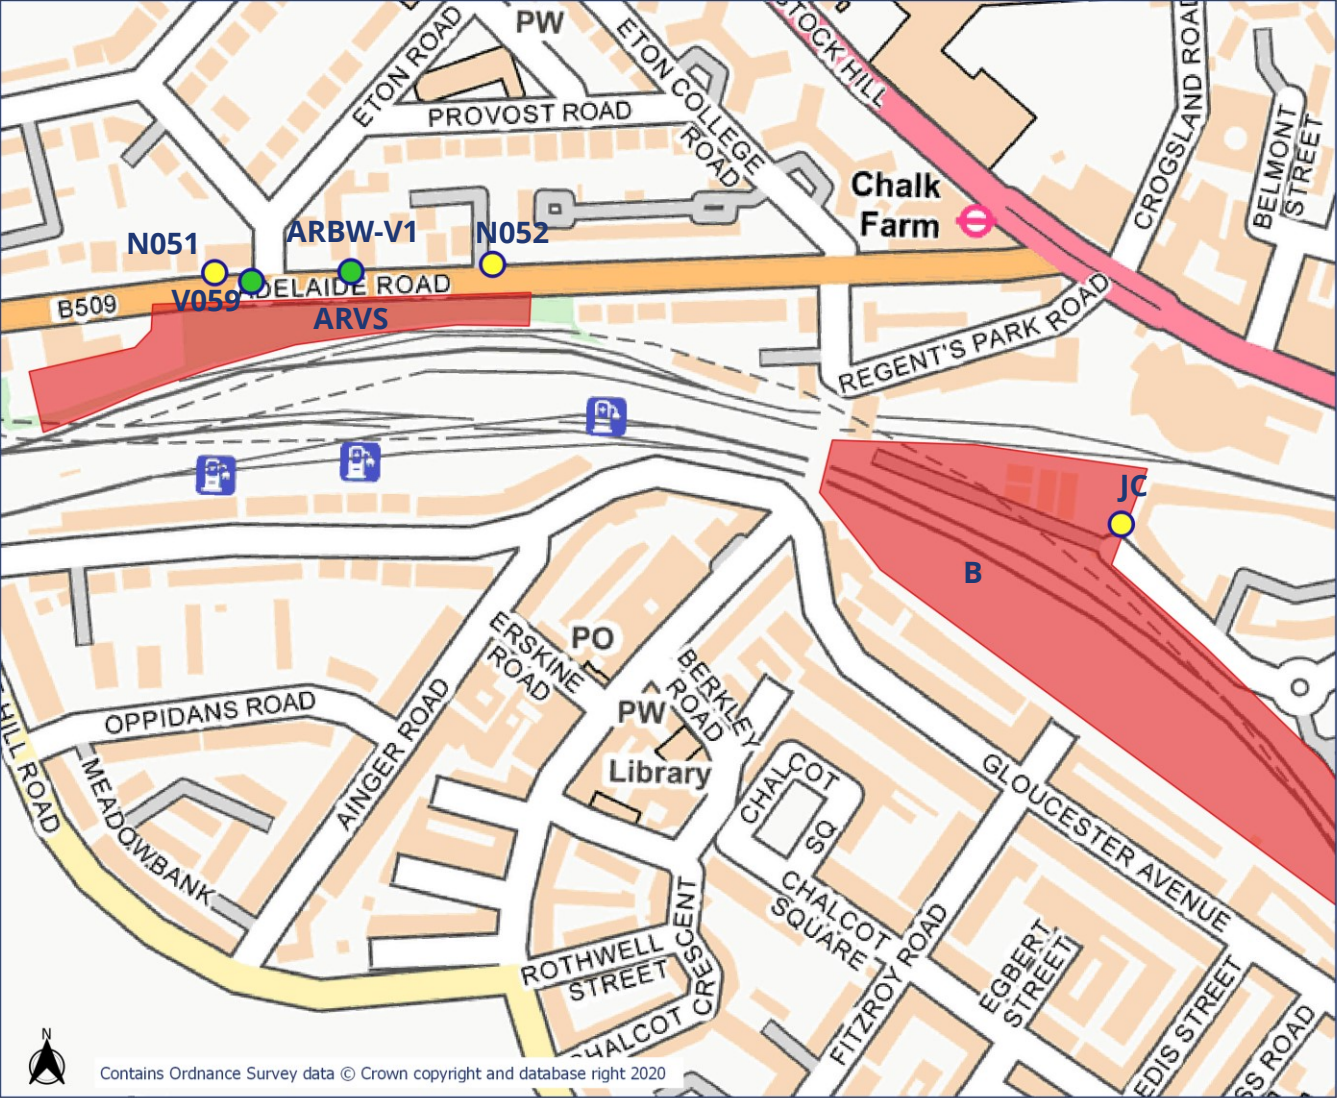 PW
ETON ROAD
ETON COLLEGE
ROAD
STOCK HILL
CROGSLAND ROAD
BELMONT
STREET
PROVOST ROAD
Chalk
Farm
N051
ARBW-V1
N052
V059
ADELAIDE ROAD
B509
ARVS
REGENT'S PARK ROAD
JC
B
ERSKINE
ROAD
PO
BERKLEY
ROAD
PW
Library
OPPIDANS ROAD
HILL ROAD
MEADOWBANK
AINGER ROAD
CHALCOT
SQ
GLOUCESTER AVENUE
CHALCOT
SQUARE
ROTHWELL
STREET
CHALCOT CRESCENT
FITZROY ROAD
EGBERT
STREET
EDIS STREET
SS ROAD
N
Contains Ordnance Survey data © Crown copyright and database right 2020